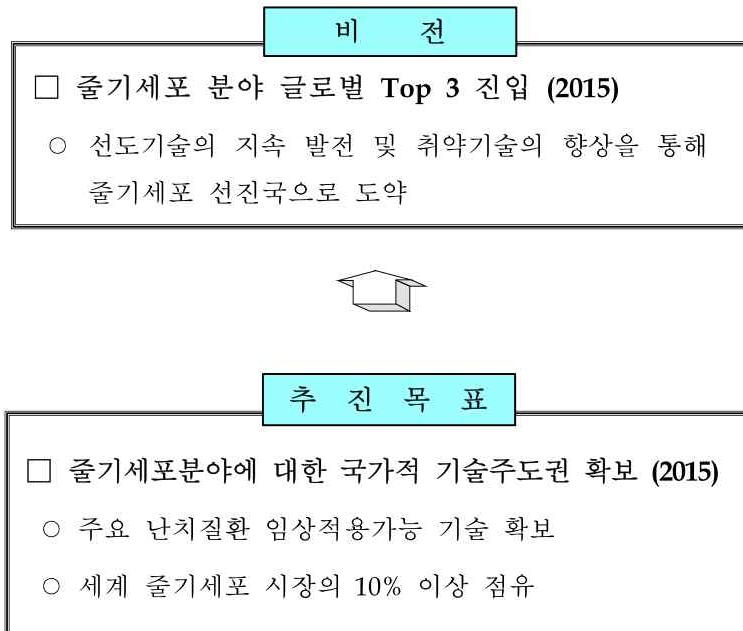 비 전
□ 줄기세포 분야 글로벌 Top 3 진입 (2015)
○ 선도기술의 지속 발전 및 취약기술의 향상을 통해
줄기세포 선진국으로 도약
추 진 목 표
□ 줄기세포분야에 대한 국가적 기술주도권 확보 (2015)
○ 주요 난치질환 임상적용가능 기술 확보
○ 세계 줄기세포 시장의 10% 이상 점유